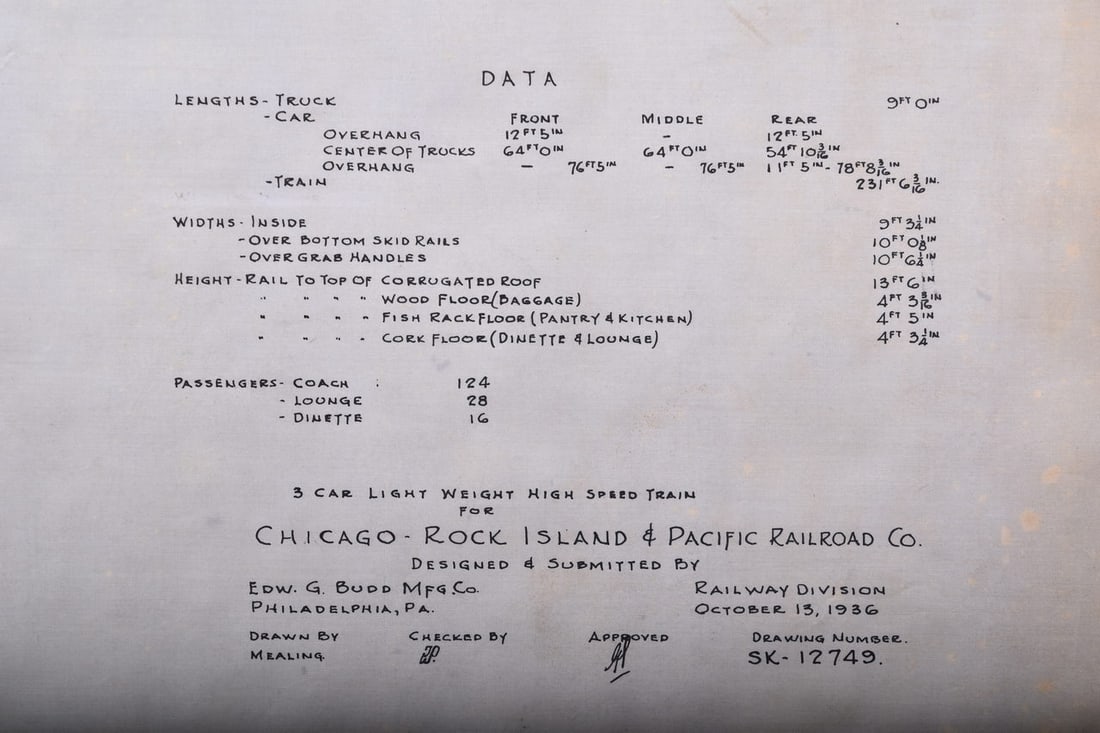 DATA
LENGTHS - TRUCK 9FT 0IN
- CAR FRONT MIDDLE REAR
OVERHANG 12FT 5IN - 12FT. 5IN
CENTER OF TRUCKS 64FT 0IN 64FT 0IN 54FT 10 3/16IN
OVERHANG - 76FT 5IN - 76FT 5IN 11FT 5IN - 78FT 8 3/16IN
- TRAIN 231FT 6 3/16IN.
WIDTHS - INSIDE 9FT 3 1/4IN
- OVER BOTTOM SKID RAILS 10FT 0 1/8IN
- OVER GRAB HANDLES 10FT 6 1/4IN
HEIGHT - RAIL TO TOP OF CORRUGATED ROOF 13FT 6IN
" " " " WOOD FLOOR (BAGGAGE) 4FT 3 IN
" " " " FISH RACK FLOOR (PANTRY & KITCHEN) 4FT 5IN
" " " " CORK FLOOR (DINETTE & LOUNGE) 4FT 3 1/4IN
PASSENGERS - COACH : 124
- LOUNGE 28
- DINETTE 16
3 CAR LIGHT WEIGHT HIGH SPEED TRAIN
FOR
CHICAGO - ROCK ISLAND & PACIFIC RAILROAD CO.
DESIGNED & SUBMITTED BY
EDW. G. BUDD MFG. CO. RAILWAY DIVISION
PHILADELPHIA, PA. OCTOBER 13, 1936
DRAWN BY CHECKED BY APPROVED DRAWING NUMBER.
MEALING. SK-12749.